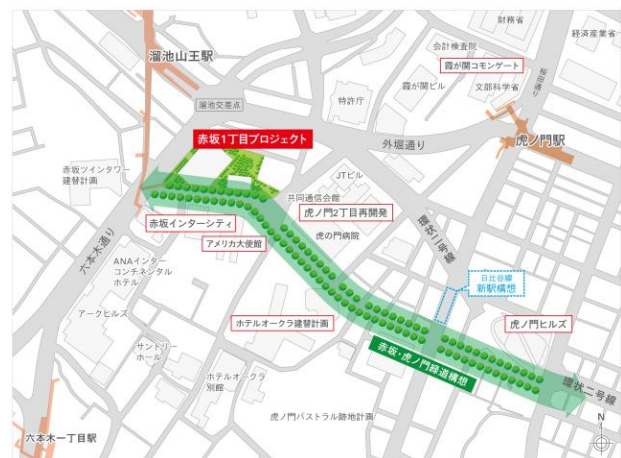 財務省
経済産業省
会計検査院
霞が関コモンゲート
桜田通り
溜池山王駅
霞が関ビル
文部科学省
溜池交差点
特許庁
外堀通り
虎ノ門駅
赤坂1丁目プロジェクト
JTビル
赤坂ツインタワー
建替計画
共同通信会館
虎ノ門2丁目再開発
赤坂インターシティ
虎の門病院
環状二号線
アメリカ大使館
六本木通り
ANAインター
コンチネンタル
ホテル
日比谷線
新駅構想
アークヒルズ
ホテルオークラ建替計画
虎ノ門ヒルズ
サントリー
ホール
赤坂・虎ノ門緑道構想
ホテルオークラ
別館
環状二号線
虎ノ門パストラル跡地計画
六本木一丁目駅
N